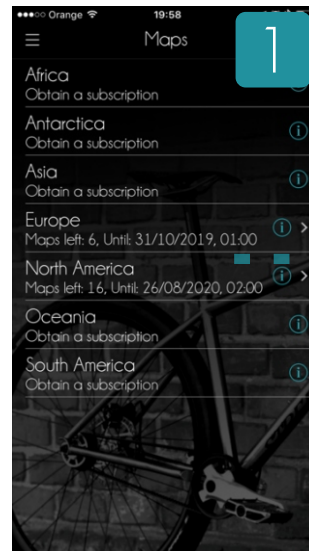 Orange 19:58
Maps
1
Africa
Obtain a subscription
Antarctica
Obtain a subscription
Asia
Obtain a subscription
Europe
Maps left: 6, Until: 31/10/2019, 01:00
North America
Maps left: 16, Until: 26/08/2020, 02:00
Oceania
Obtain a subscription
South America
Obtain a subscription